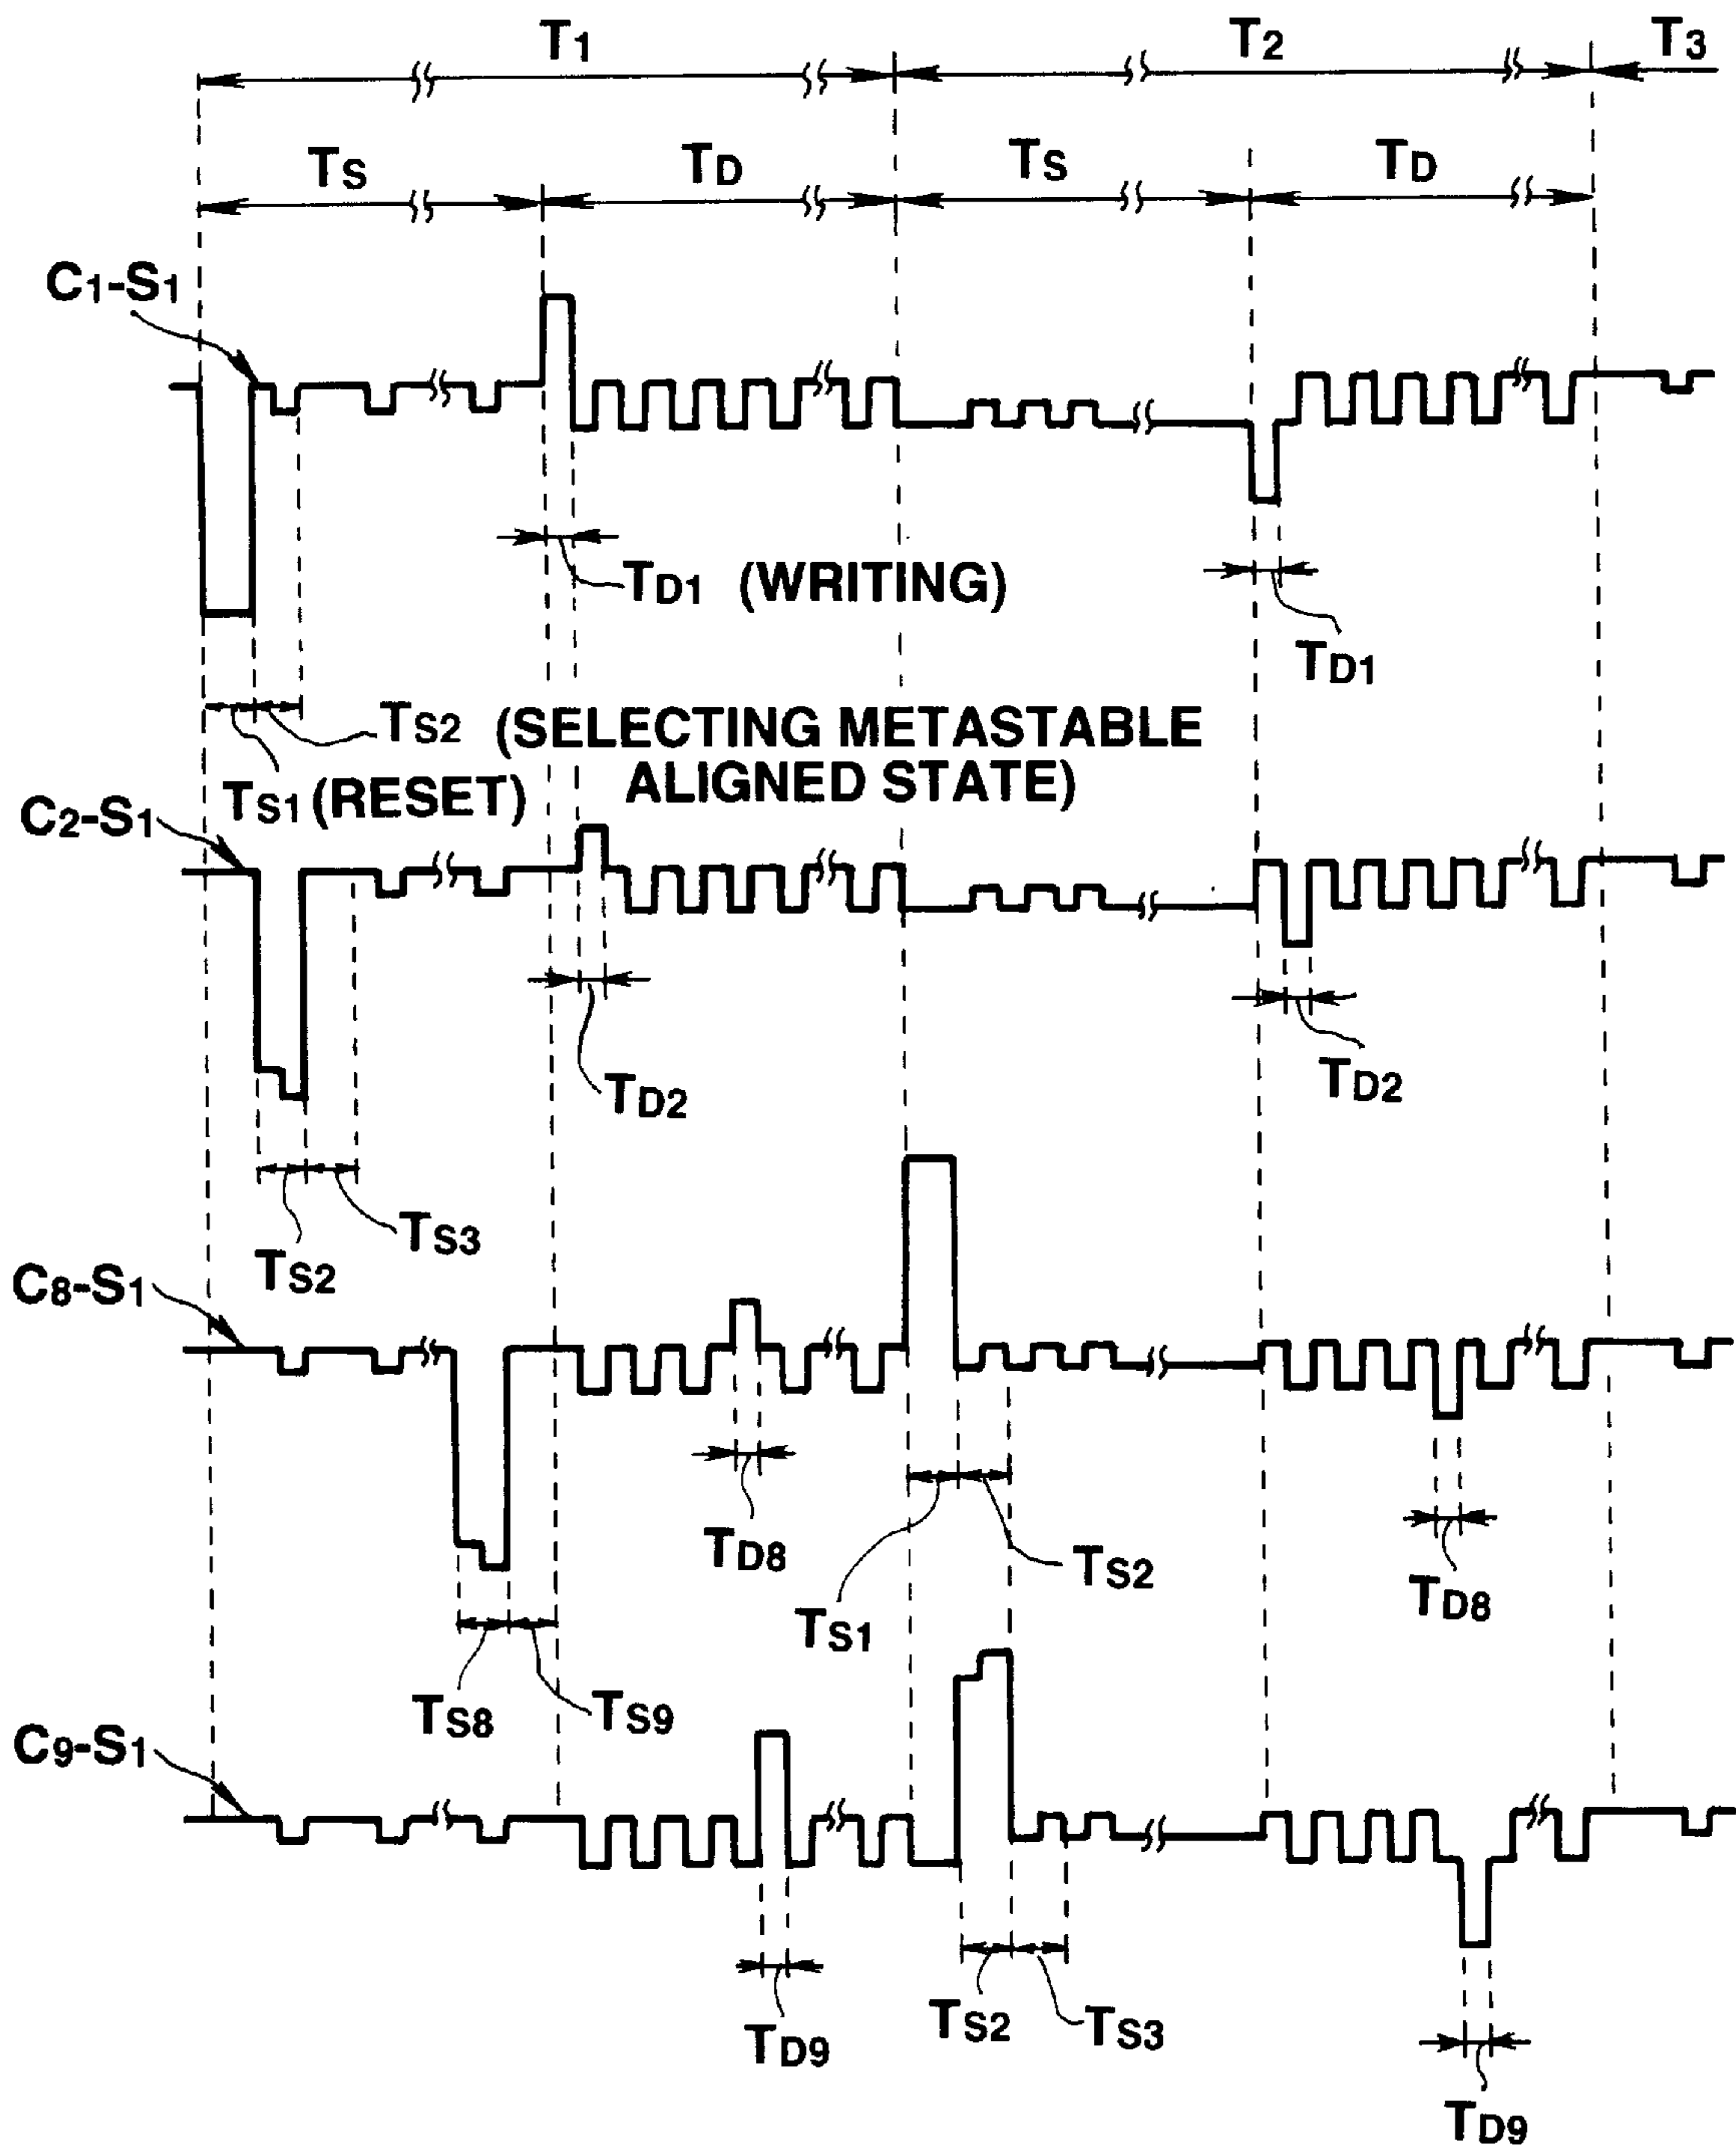 T1 T2 T3
TS TD TS TD
C1-S1
TD1 (WRITING)
TD1
TS2 (SELECTING METASTABLE
ALIGNED STATE)
TS1 (RESET)
C2-S1
TD2
TD2
TS3
TS2
C8-S1
TD8
TS2
TD8
TS1
TS8
TS9
C9-S1
TS2
TS3
TD9
TD9